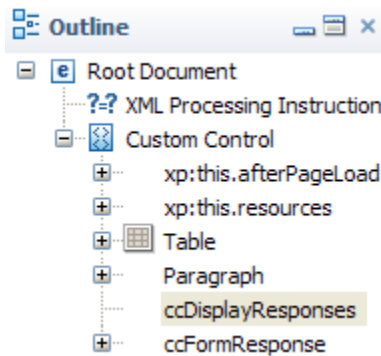 Outline
Root Document
?=? XML Processing Instruction
Custom Control
xp:this.afterPageLoad
xp:this.resources
Table
Paragraph
ccDisplayResponses
ccFormResponse